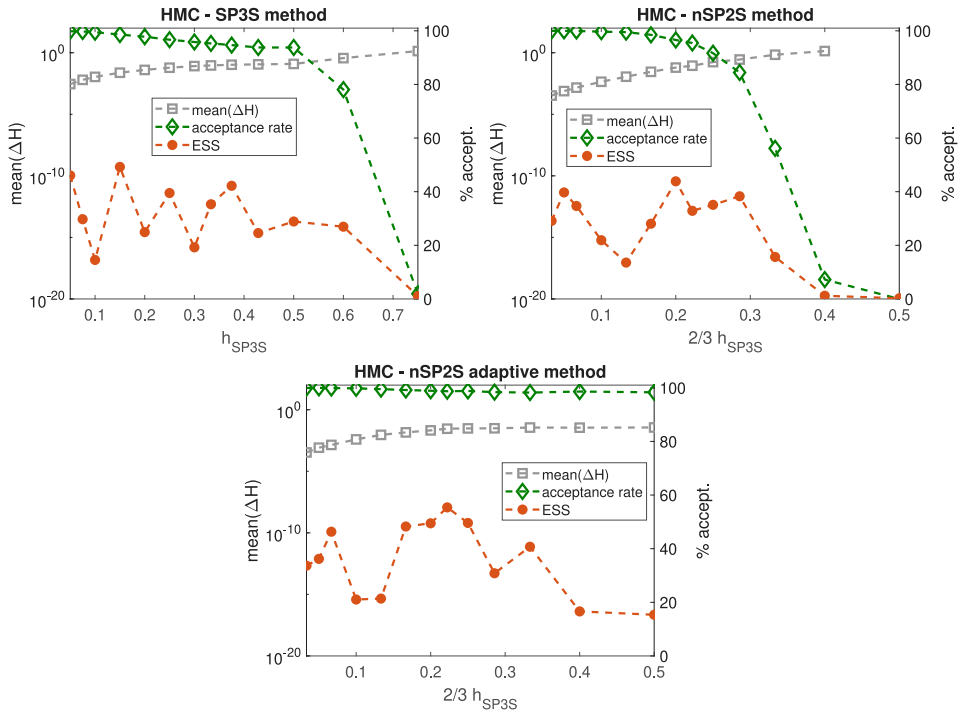 HMC - SP3S method
10^0
10^-10
10^-20
mean(ΔH)
mean(ΔH)
acceptance rate
ESS
100
80
60
40
20
0
% accept.
0.1 0.2 0.3 0.4 0.5 0.6 0.7
h_SP3S
HMC - nSP2S method
10^0
10^-10
10^-20
mean(ΔH)
mean(ΔH)
acceptance rate
ESS
100
80
60
40
20
0
% accept.
0.1 0.2 0.3 0.4 0.5
2/3 h_SP3S
HMC - nSP2S adaptive method
10^0
10^-10
10^-20
mean(ΔH)
mean(ΔH)
acceptance rate
ESS
100
80
60
40
20
0
% accept.
0.1 0.2 0.3 0.4 0.5
2/3 h_SP3S